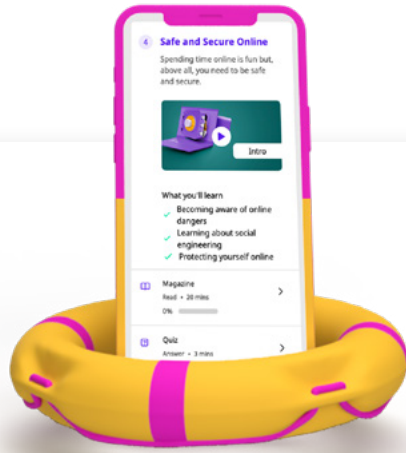 4 Safe and Secure Online
Spending time online is fun but,
above all, you need to be safe
and secure.
Intro
What you'll learn
Becoming aware of online
dangers
Learning about social
engineering
Protecting yourself online
Magazine
Read • 20 mins
0%
Quiz
Answer • 3 mins